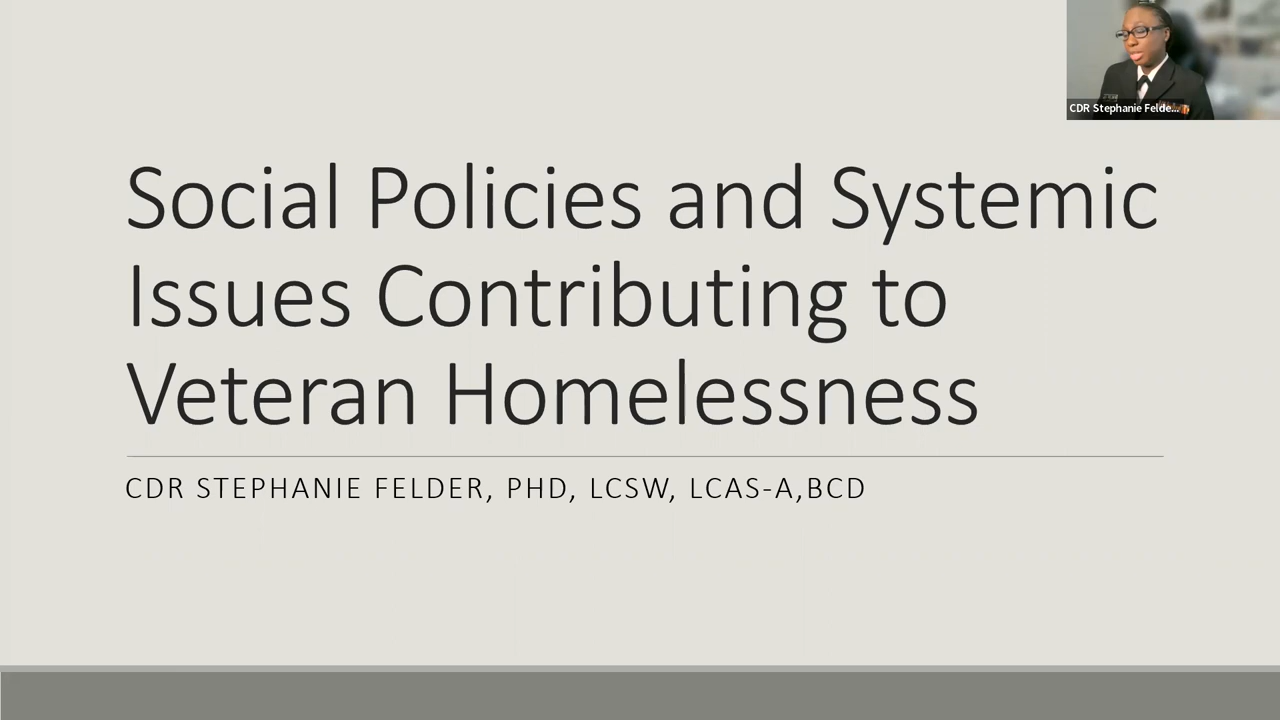 CDR Stephanie Felde...
Social Policies and Systemic
Issues Contributing to
Veteran Homelessness
CDR STEPHANIE FELDER, PHD, LCSW, LCAS-A,BCD